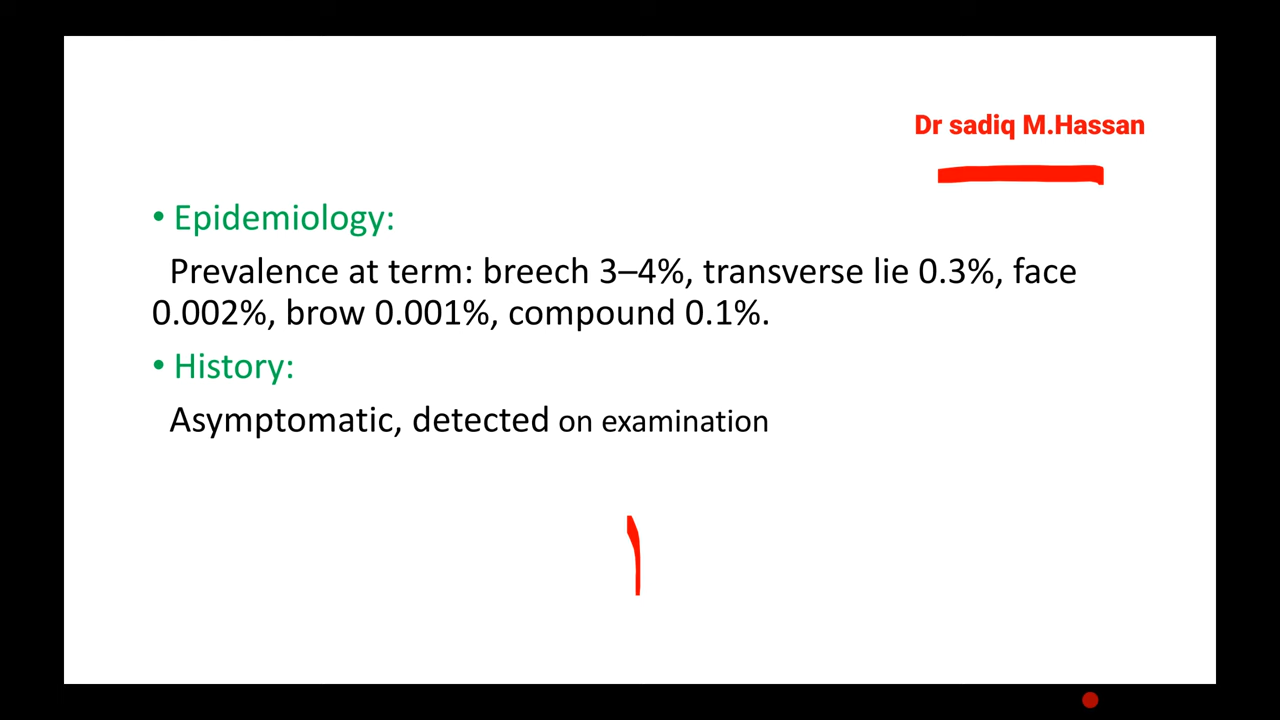 Dr sadiq M.Hassan
• Epidemiology:
Prevalence at term: breech 3–4%, transverse lie 0.3%, face
0.002%, brow 0.001%, compound 0.1%.
• History:
Asymptomatic, detected on examination